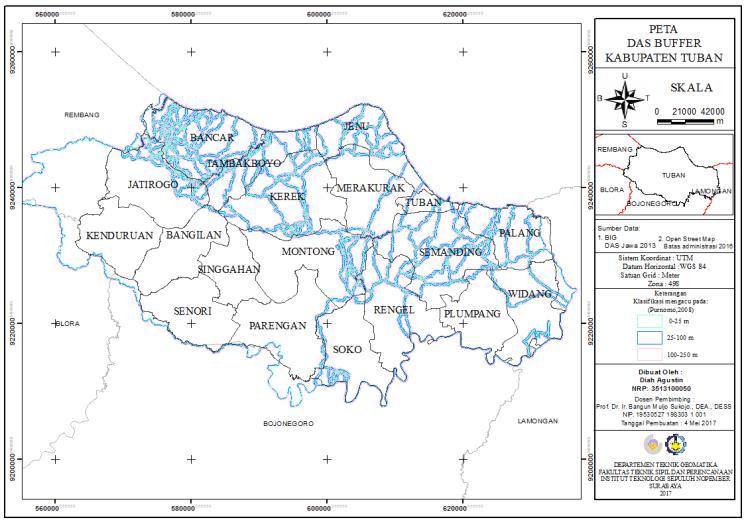 560000
580000
600000
620000
9260000
9240000
9220000
9200000
REMBANG
BANCAR
JENU
TAMBAKBOYO
JATIROGO
KEREK
MERAKURAK
TUBAN
KENDURUAN
BANGILAN
MONTONG
SEMANDING
PALANG
SINGGAHAN
WIDANG
SENORI
PARENGAN
RENGEL
PLUMPANG
SOKO
BLORA
BOJONEGORO
LAMONGAN
9260000
9240000
9220000
9200000
560000
580000
600000
620000
PETA
DAS BUFFER
KABUPATEN TUBAN
U
B T
S
SKALA
0 21000 42000
m
REMBANG
TUBAN
BLORA
LAMONGAN
BOJONEGORO
Sumber Data:
1. BIG
2. Open Street Map
DAS Jawa 2013
Batas administrasi 2016
Sistem Koordinat : UTM
Datum Horizontal :WGS 84
Satuan Grid : Meter
Zona : 49S
Keterangan
Klasifikasi mengacu pada:
(Purnomo,2008)
0-25 m
25-100 m
100-250 m
Dibuat Oleh :
Diah Agustin
NRP: 3513100050
Dosen Pembimbing :
Prof. Dr. Ir. Bangun Muljo Sukojo., DEA., DESS
NIP: 19530527 198303 1 001
Tanggal Pembuatan : 4 Mei 2017
DEPARTEMEN TEKNIK GEOMATIKA
FAKULTAS TEKNIK SIPIL DAN PERENCANAAN
INSTITUT TEKNOLOGI SEPULUH NOPEMBER
SURABAYA
2017